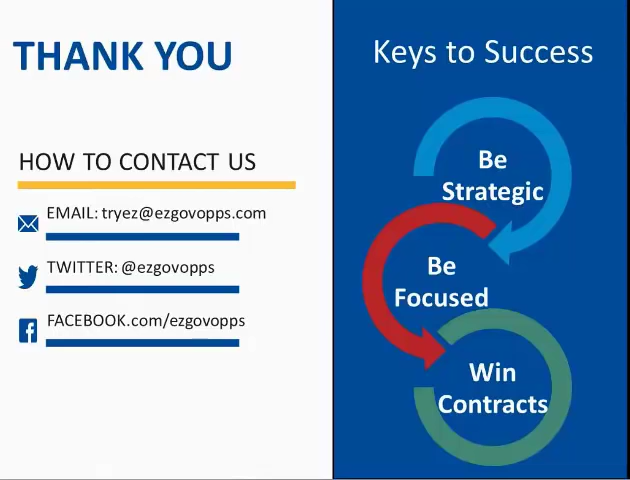 THANK YOU
HOW TO CONTACT US
EMAIL: tryez@ezgovopps.com
TWITTER: @ezgovopps
FACEBOOK.com/ezgovopps
Keys to Success
Be
Strategic
Be
Focused
Win
Contracts